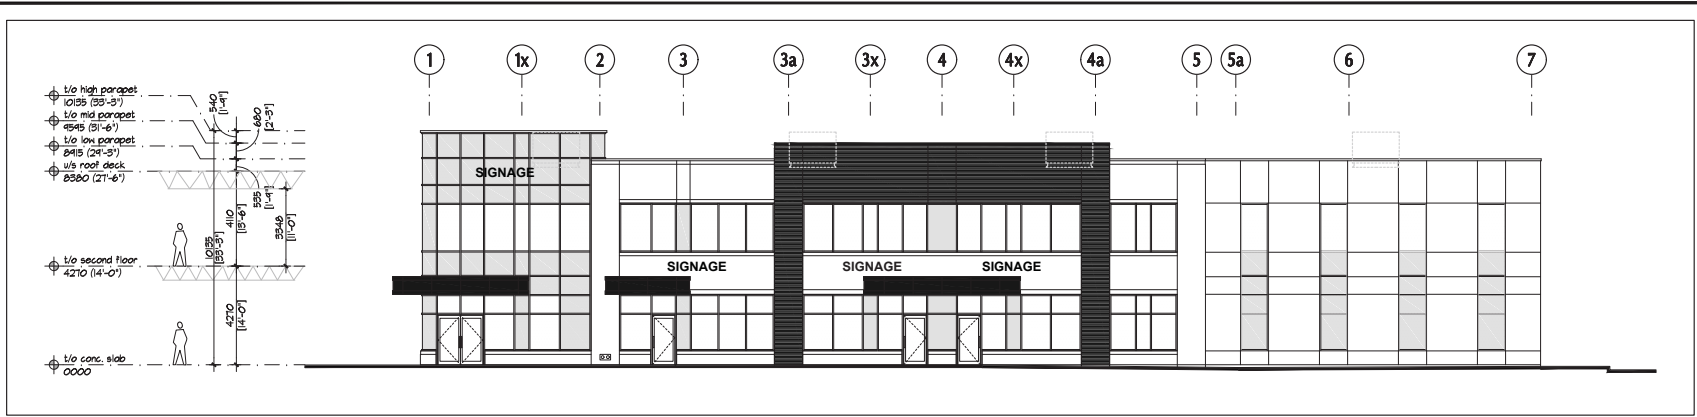 1 1x 2 3 3a 3x 4 4x 4a 5 5a 6 7
t/o high parapet
10135 (33'-3")
t/o mid parapet
9595 (31'-6")
t/o low parapet
8915 (29'-3")
u/s roof deck
8380 (27'-6")
540
[1'-9"]
680
[2'-3"]
535
[1'-9"]
4110
[13'-6"]
3348
[11'-0"]
10135
[33'-3"]
t/o second floor
4270 (14'-0")
4270
[14'-0"]
t/o conc. slab
0000
SIGNAGE
SIGNAGE SIGNAGE SIGNAGE